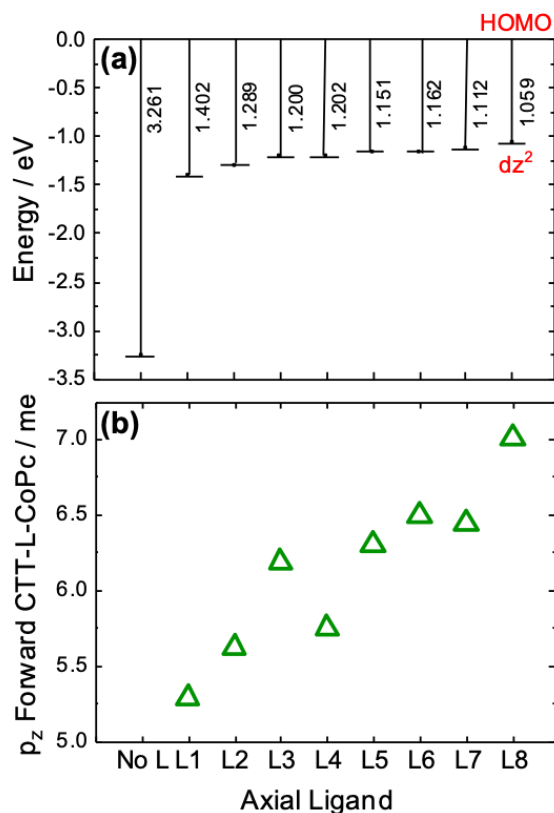 HOMO
0.0
(a)
-0.5
-1.0
-1.5
-2.0
-2.5
-3.0
-3.5
Energy / eV
3.261
1.402
1.289
1.200
1.202
1.151
1.162
1.112
1.059
dz²
(b)
7.0
6.5
6.0
5.5
5.0
p_z Forward CTT-L-CoPc / me
No L L1 L2 L3 L4 L5 L6 L7 L8
Axial Ligand